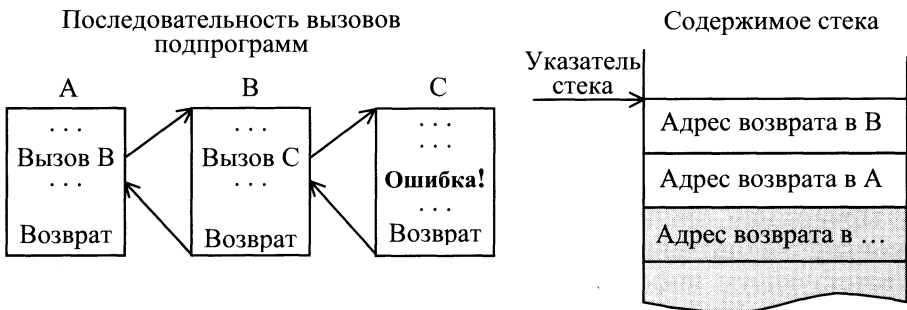 Последовательность вызовов
подпрограмм
A
B
C
. . .
Вызов B
. . .
Возврат
. . .
Вызов C
. . .
Возврат
. . .
. . .
Ошибка!
. . .
Возврат
Содержимое стека
Указатель
стека
Адрес возврата в B
Адрес возврата в A
Адрес возврата в ...